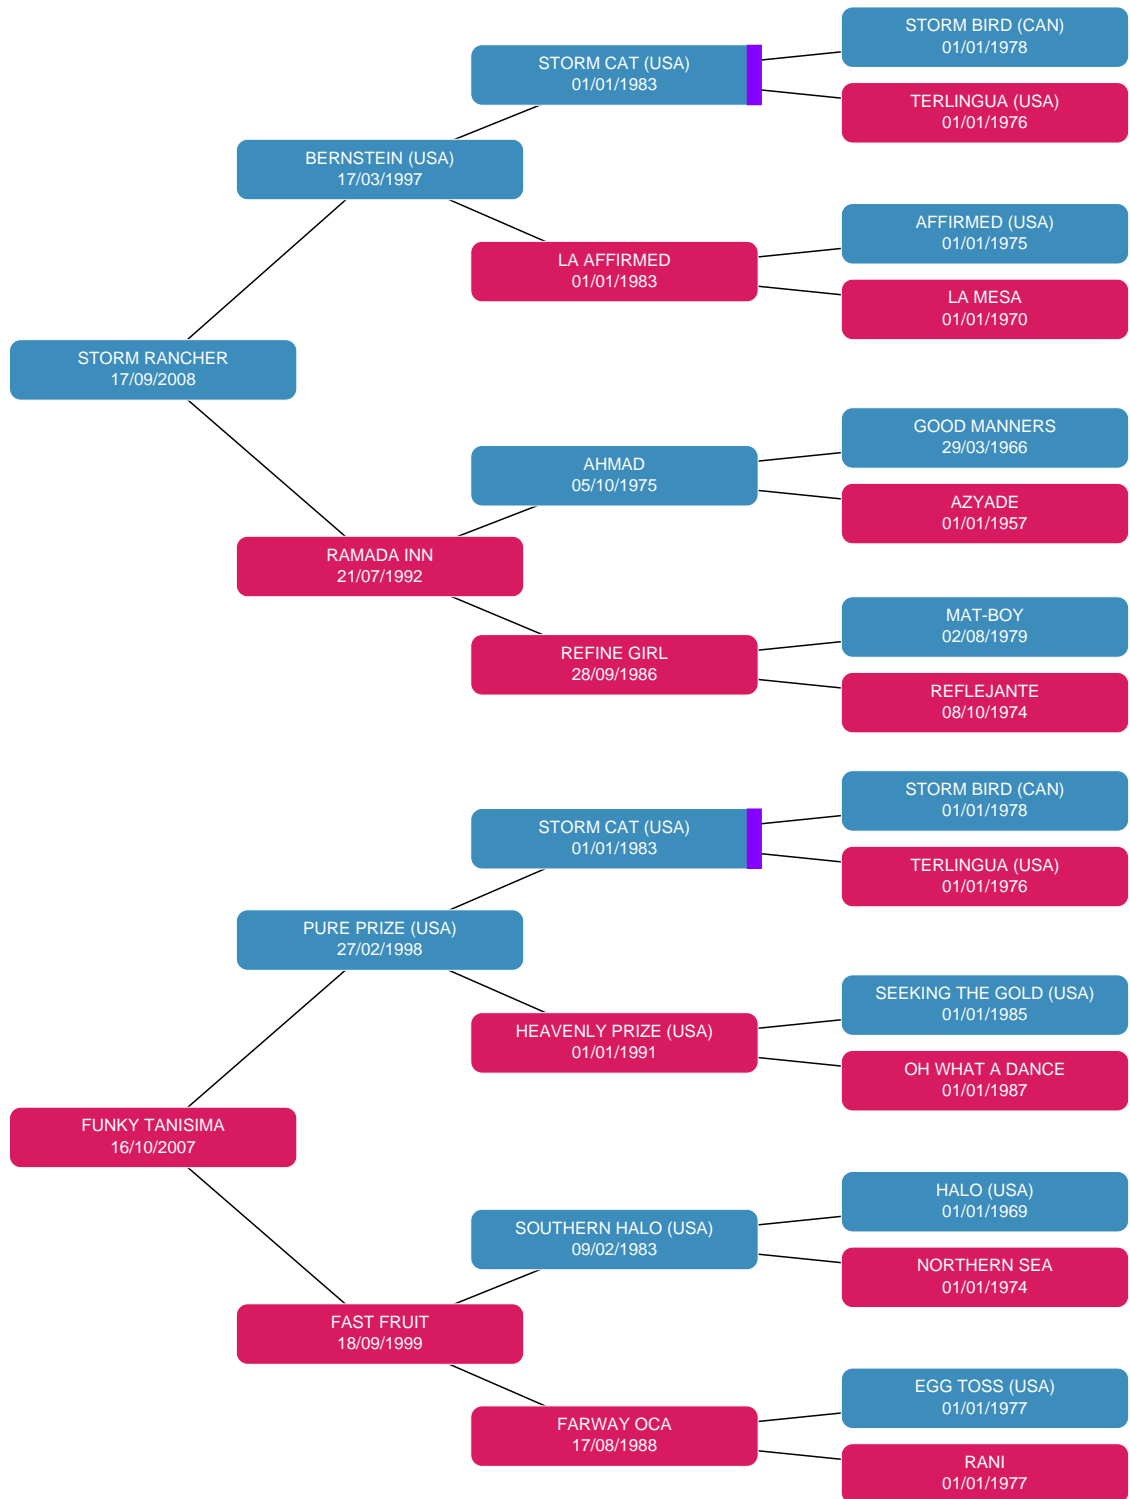 STORM BIRD (CAN)
01/01/1978
STORM CAT (USA)
01/01/1983
TERLINGUA (USA)
01/01/1976
BERNSTEIN (USA)
17/03/1997
AFFIRMED (USA)
01/01/1975
LA AFFIRMED
01/01/1983
LA MESA
01/01/1970
STORM RANCHER
17/09/2008
GOOD MANNERS
29/03/1966
AHMAD
05/10/1975
AZYADE
01/01/1957
RAMADA INN
21/07/1992
MAT-BOY
02/08/1979
REFINE GIRL
28/09/1986
REFLEJANTE
08/10/1974
STORM BIRD (CAN)
01/01/1978
STORM CAT (USA)
01/01/1983
TERLINGUA (USA)
01/01/1976
PURE PRIZE (USA)
27/02/1998
SEEKING THE GOLD (USA)
01/01/1985
HEAVENLY PRIZE (USA)
01/01/1991
OH WHAT A DANCE
01/01/1987
FUNKY TANISIMA
16/10/2007
HALO (USA)
01/01/1969
SOUTHERN HALO (USA)
09/02/1983
NORTHERN SEA
01/01/1974
FAST FRUIT
18/09/1999
EGG TOSS (USA)
01/01/1977
FARWAY OCA
17/08/1988
RANI
01/01/1977